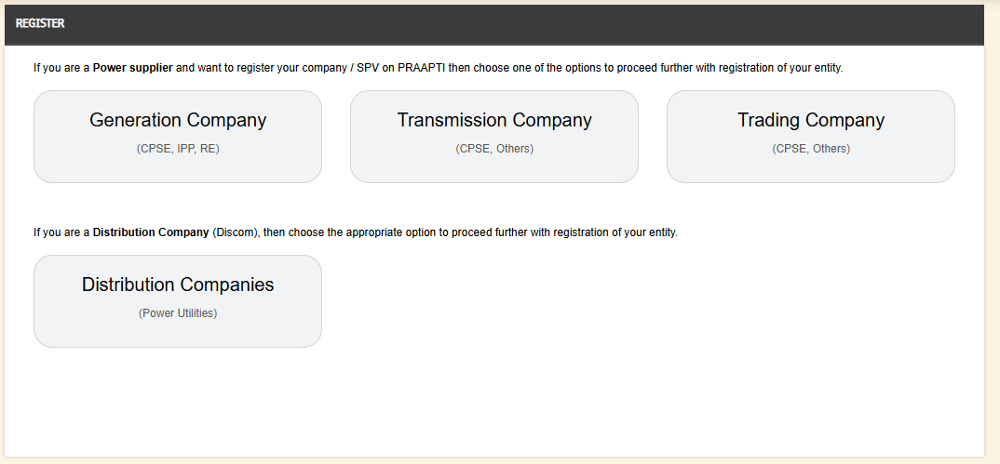 REGISTER
If you are a Power supplier and want to register your company / SPV on PRAAPTI then choose one of the options to proceed further with registration of your entity.
Generation Company
(CPSE, IPP, RE)
Transmission Company
(CPSE, Others)
Trading Company
(CPSE, Others)
If you are a Distribution Company (Discom), then choose the appropriate option to proceed further with registration of your entity.
Distribution Companies
(Power Utilities)